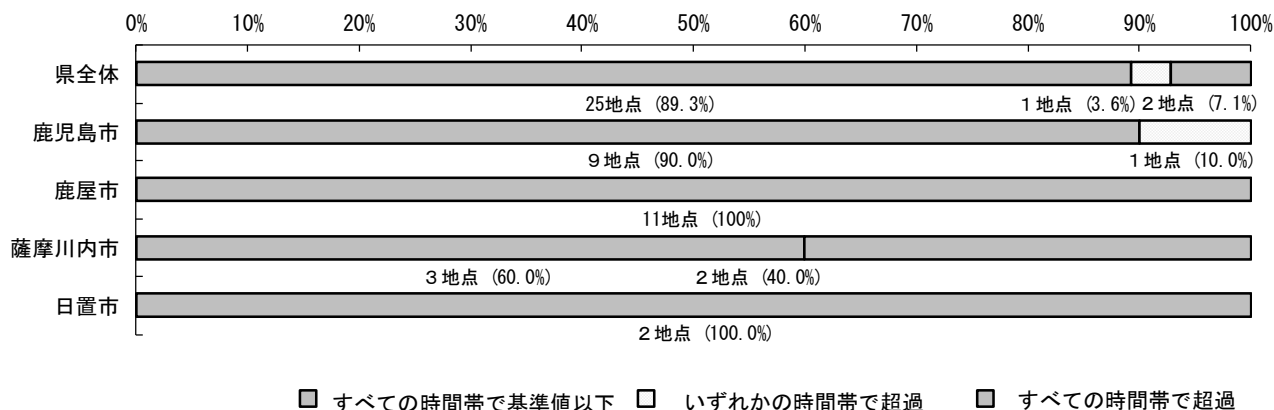 0% 10% 20% 30% 40% 50% 60% 70% 80% 90% 100%
県全体
25地点 (89.3%) 1地点 (3.6%) 2地点 (7.1%)
鹿児島市
9地点 (90.0%) 1地点 (10.0%)
鹿屋市
11地点 (100%)
薩摩川内市
3地点 (60.0%) 2地点 (40.0%)
日置市
2地点 (100.0%)
すべての時間帯で基準値以下 いずれかの時間帯で超過 すべての時間帯で超過